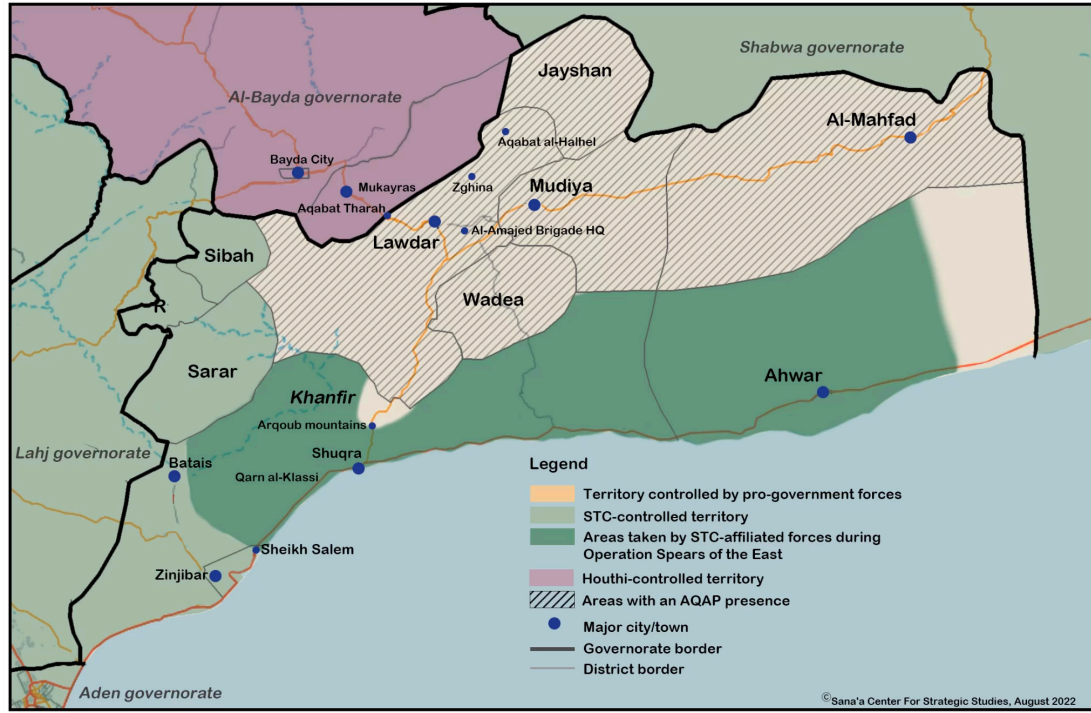 Shabwa governorate
Jayshan
Al-Bayda governorate
Al-Mahfad
Aqabat al-Halhel
Bayda City
Zghina
Mukayras
Mudiya
Aqabat Tharah
Lawdar
Al-Amajed Brigade HQ
Sibah
Wadea
R
Sarar
Ahwar
Khanfir
Arqoub mountains
Lahj governorate
Shuqra
Batais
Qarn al-Klassi
Sheikh Salem
Zinjibar
Aden governorate
Legend
Territory controlled by pro-government forces
STC-controlled territory
Areas taken by STC-affiliated forces during
Operation Spears of the East
Houthi-controlled territory
Areas with an AQAP presence
Major city/town
Governorate border
District border
©Sana'a Center For Strategic Studies, August 2022